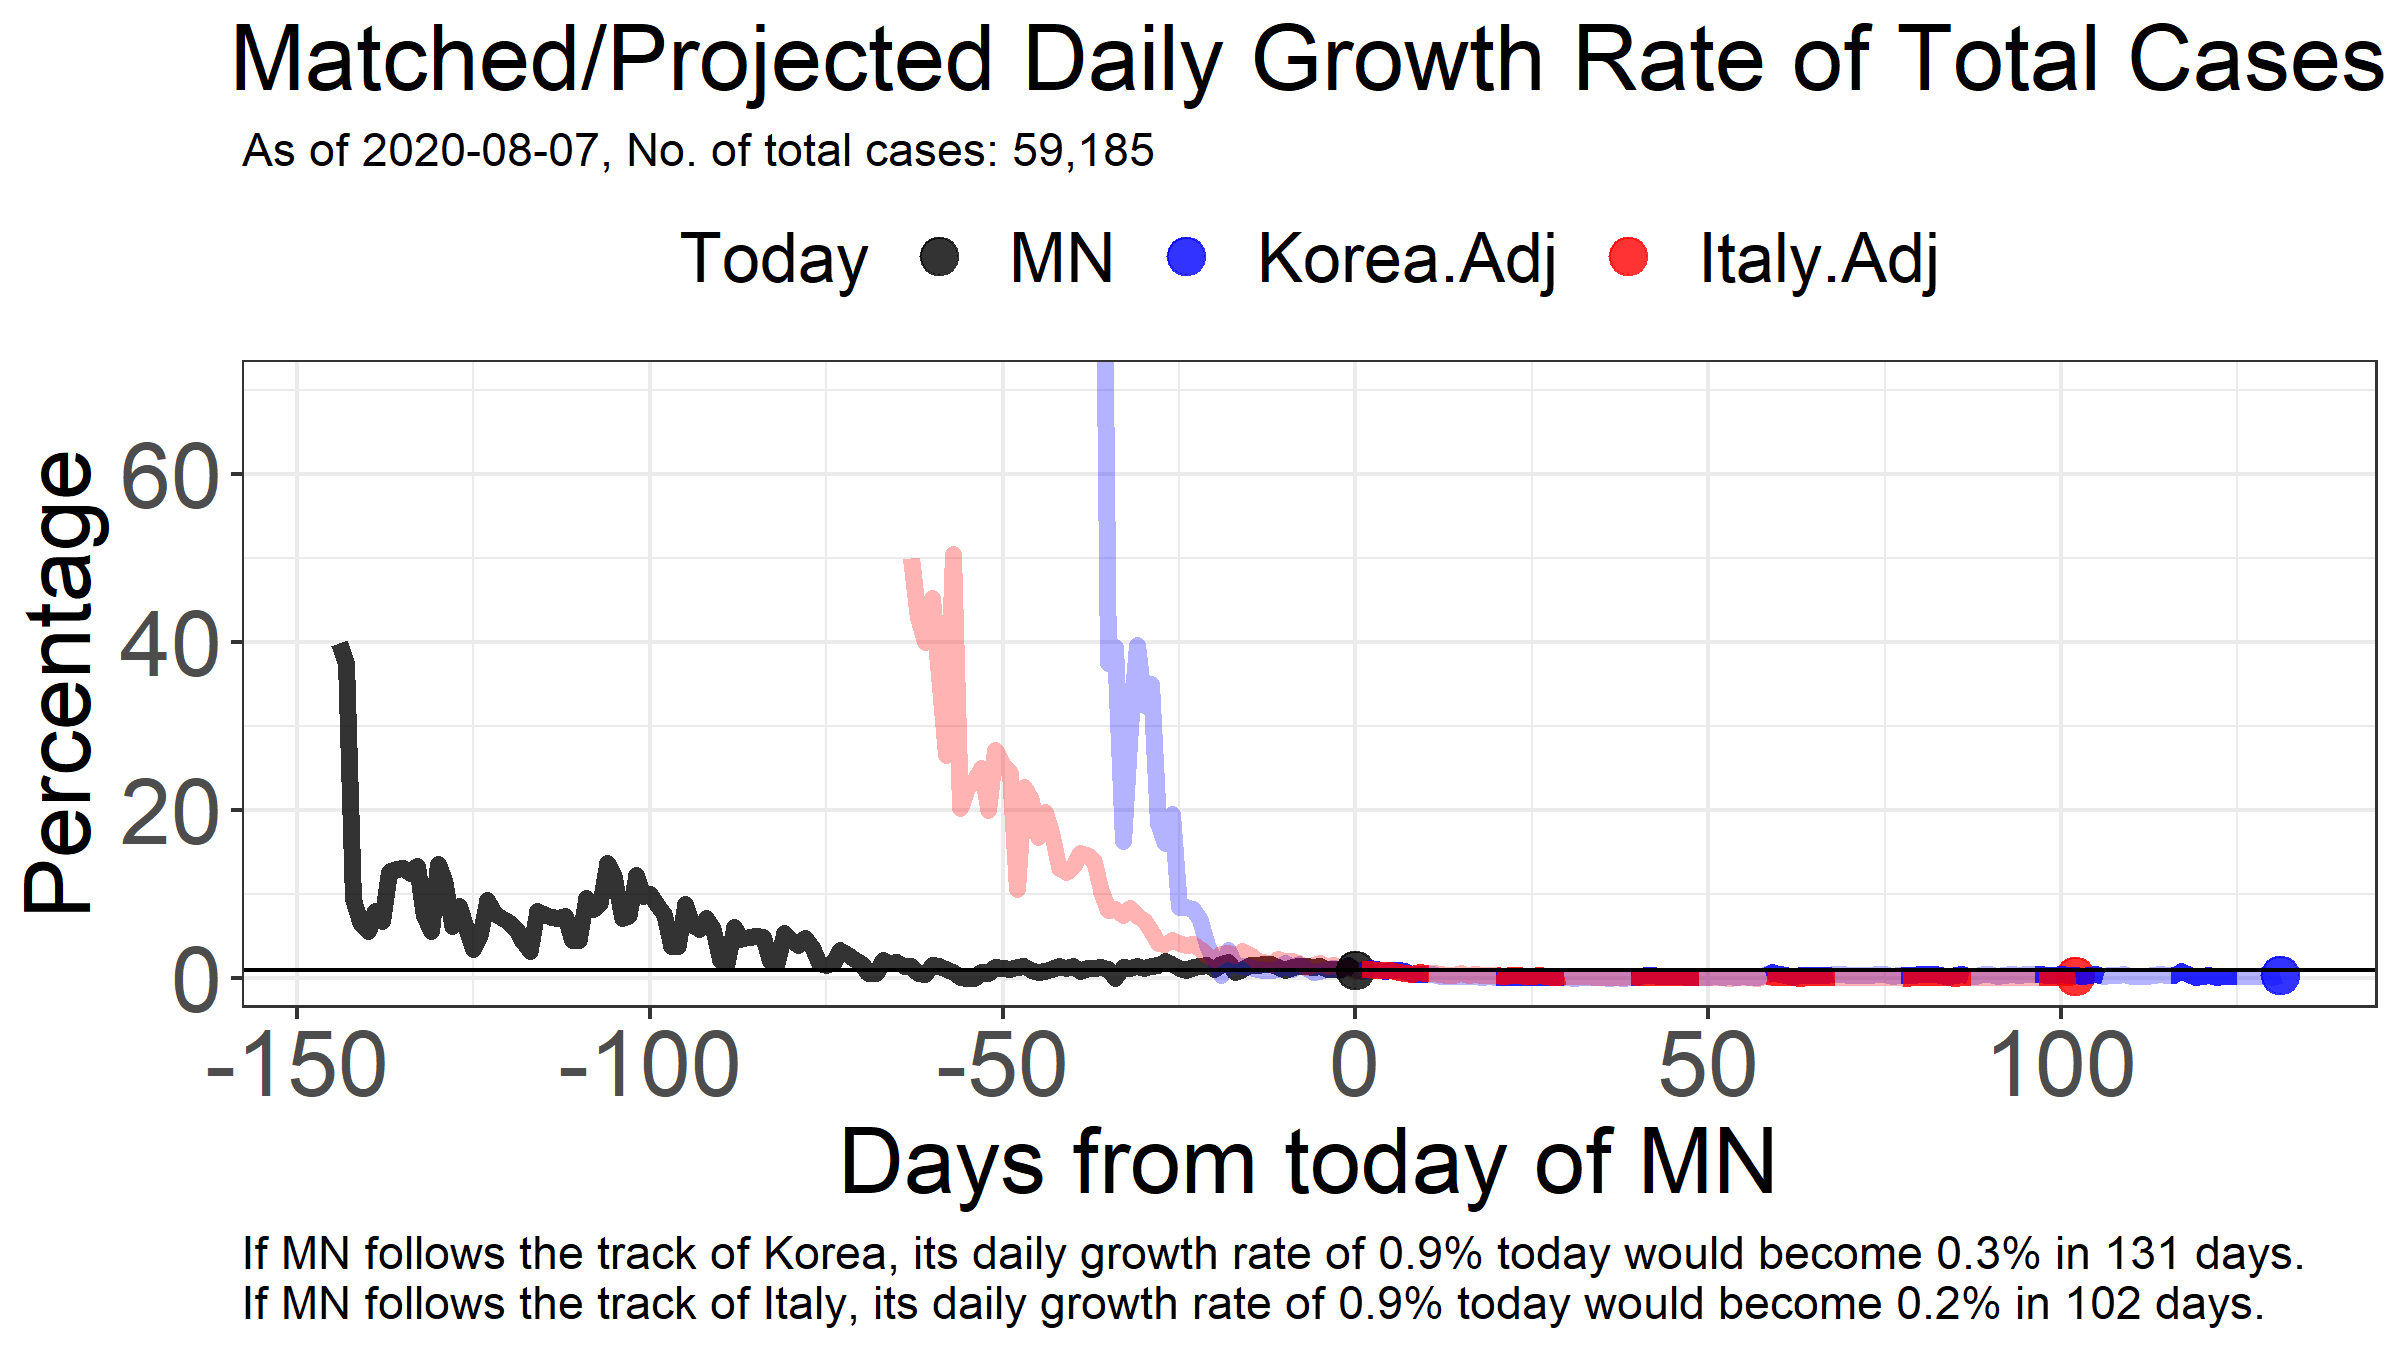 Matched/Projected Daily Growth Rate of Total Cases
As of 2020-08-07, No. of total cases: 59,185
Today MN Korea.Adj Italy.Adj
Percentage
60
40
20
0
-150 -100 -50 0 50 100
Days from today of MN
If MN follows the track of Korea, its daily growth rate of 0.9% today would become 0.3% in 131 days.
If MN follows the track of Italy, its daily growth rate of 0.9% today would become 0.2% in 102 days.